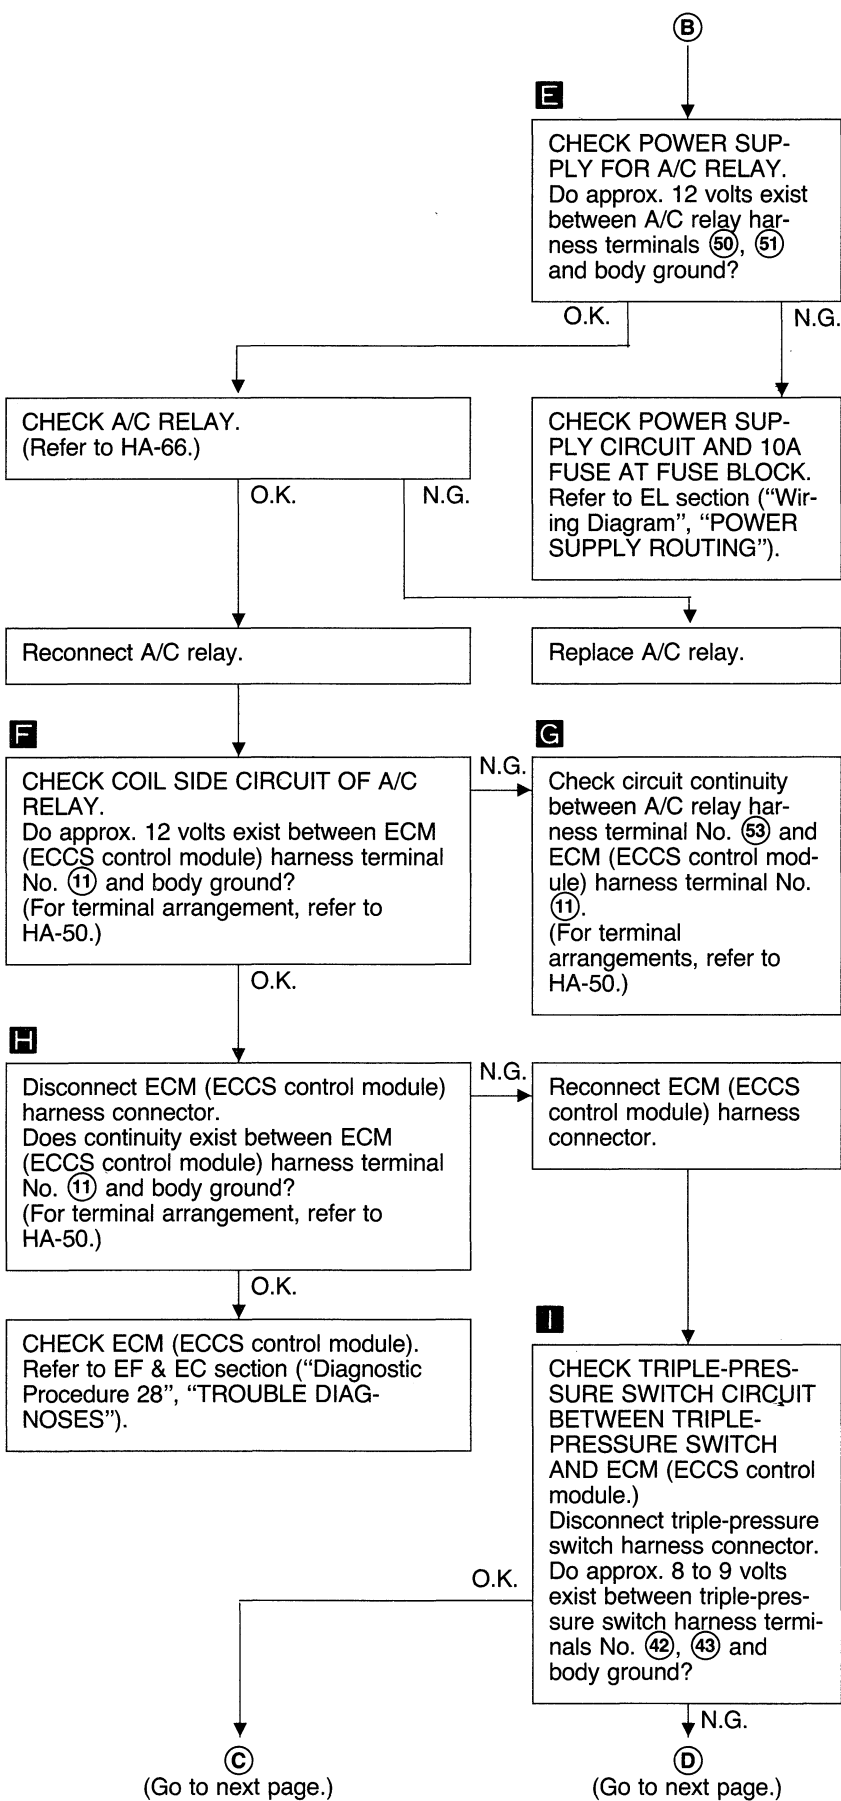 B
E
CHECK POWER SUP-
PLY FOR A/C RELAY.
Do approx. 12 volts exist
between A/C relay har-
ness terminals 50, 51
and body ground?
O.K.
N.G.
CHECK A/C RELAY.
(Refer to HA-66.)
CHECK POWER SUP-
PLY CIRCUIT AND 10A
FUSE AT FUSE BLOCK.
Refer to EL section (“Wir-
ing Diagram”, “POWER
SUPPLY ROUTING”).
O.K.
N.G.
Reconnect A/C relay.
Replace A/C relay.
F
CHECK COIL SIDE CIRCUIT OF A/C
RELAY.
Do approx. 12 volts exist between ECM
(ECCS control module) harness terminal
No. 11 and body ground?
(For terminal arrangement, refer to
HA-50.)
N.G.
G
Check circuit continuity
between A/C relay har-
ness terminal No. 53 and
ECM (ECCS control mod-
ule) harness terminal No.
11.
(For terminal
arrangements, refer to
HA-50.)
O.K.
H
Disconnect ECM (ECCS control module)
harness connector.
Does continuity exist between ECM
(ECCS control module) harness terminal
No. 11 and body ground?
(For terminal arrangement, refer to
HA-50.)
N.G.
Reconnect ECM (ECCS
control module) harness
connector.
O.K.
CHECK ECM (ECCS control module).
Refer to EF & EC section (“Diagnostic
Procedure 28”, “TROUBLE DIAG-
NOSES”).
I
CHECK TRIPLE-PRES-
SURE SWITCH CIRCUIT
BETWEEN TRIPLE-
PRESSURE SWITCH
AND ECM (ECCS control
module.)
Disconnect triple-pressure
switch harness connector.
Do approx. 8 to 9 volts
exist between triple-pres-
sure switch harness termi-
nals No. 42, 43 and
body ground?
O.K.
N.G.
C
(Go to next page.)
D
(Go to next page.)